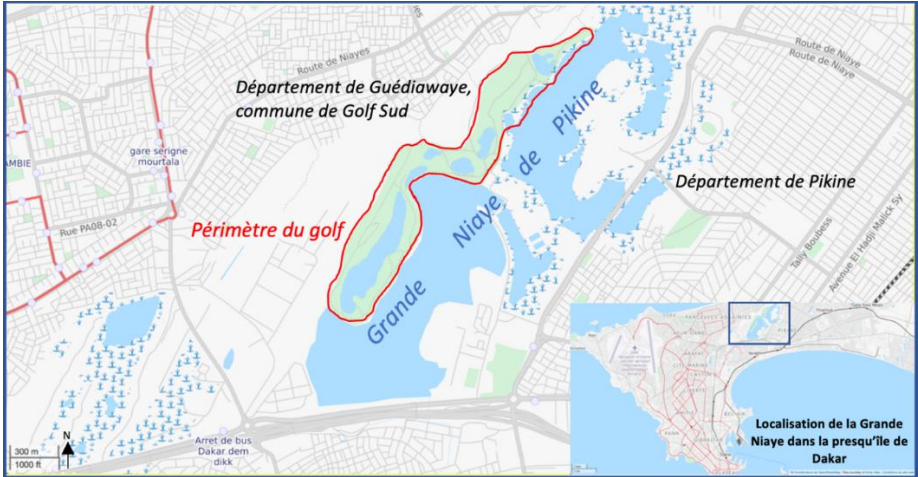 Route de Niayes
Route de Niaye
Route de Niaye
Département de Guédiawaye,
commune de Golf Sud
AMBIE
gare serigne
mourtala
Rue PA08-02
Périmètre du golf
Grande Niaye de Pikine
Département de Pikine
Tally Boubess
Avenue El Hadji Malick Sy
Arret de bus
Dakar dem
dikk
300 m
1000 ft
N
Localisation de la Grande
Niaye dans la presqu'île de
Dakar